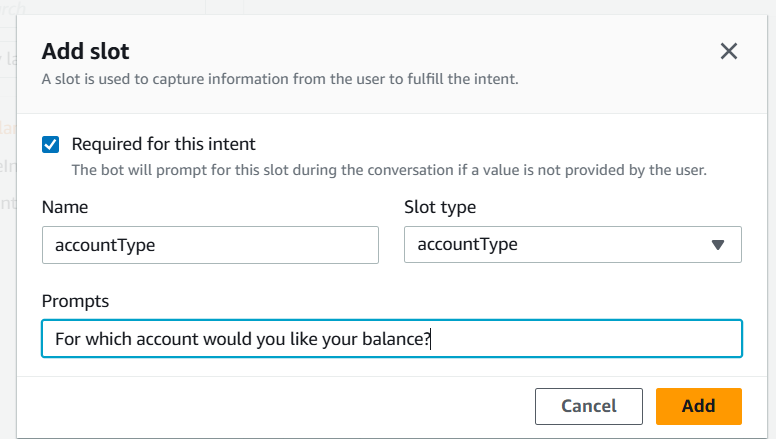 Add slot
A slot is used to capture information from the user to fulfill the intent.
Required for this intent
The bot will prompt for this slot during the conversation if a value is not provided by the user.
Name
Slot type
accountType
accountType
Prompts
For which account would you like your balance?
Cancel
Add